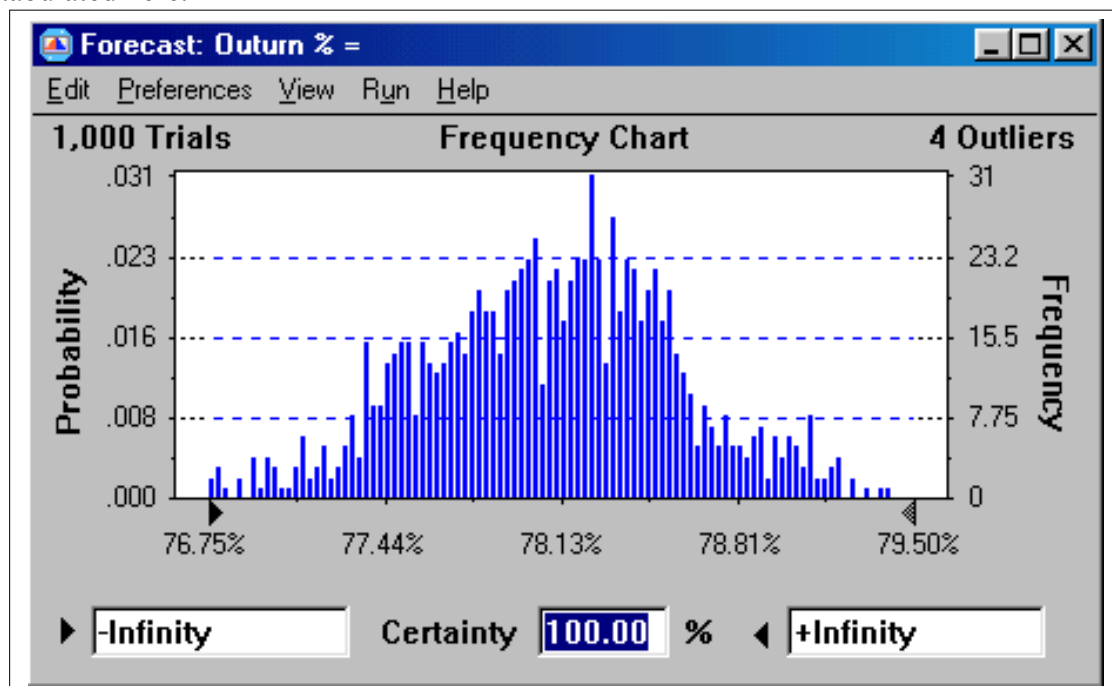 Forecast: Outurn % =
Edit Preferences View Run Help
1,000 Trials Frequency Chart 4 Outliers
.031 31
.023 23.2
.016 15.5
.008 7.75
.000 0
Probability
Frequency
76.75% 77.44% 78.13% 78.81% 79.50%
-Infinity Certainty 100.00 % +Infinity